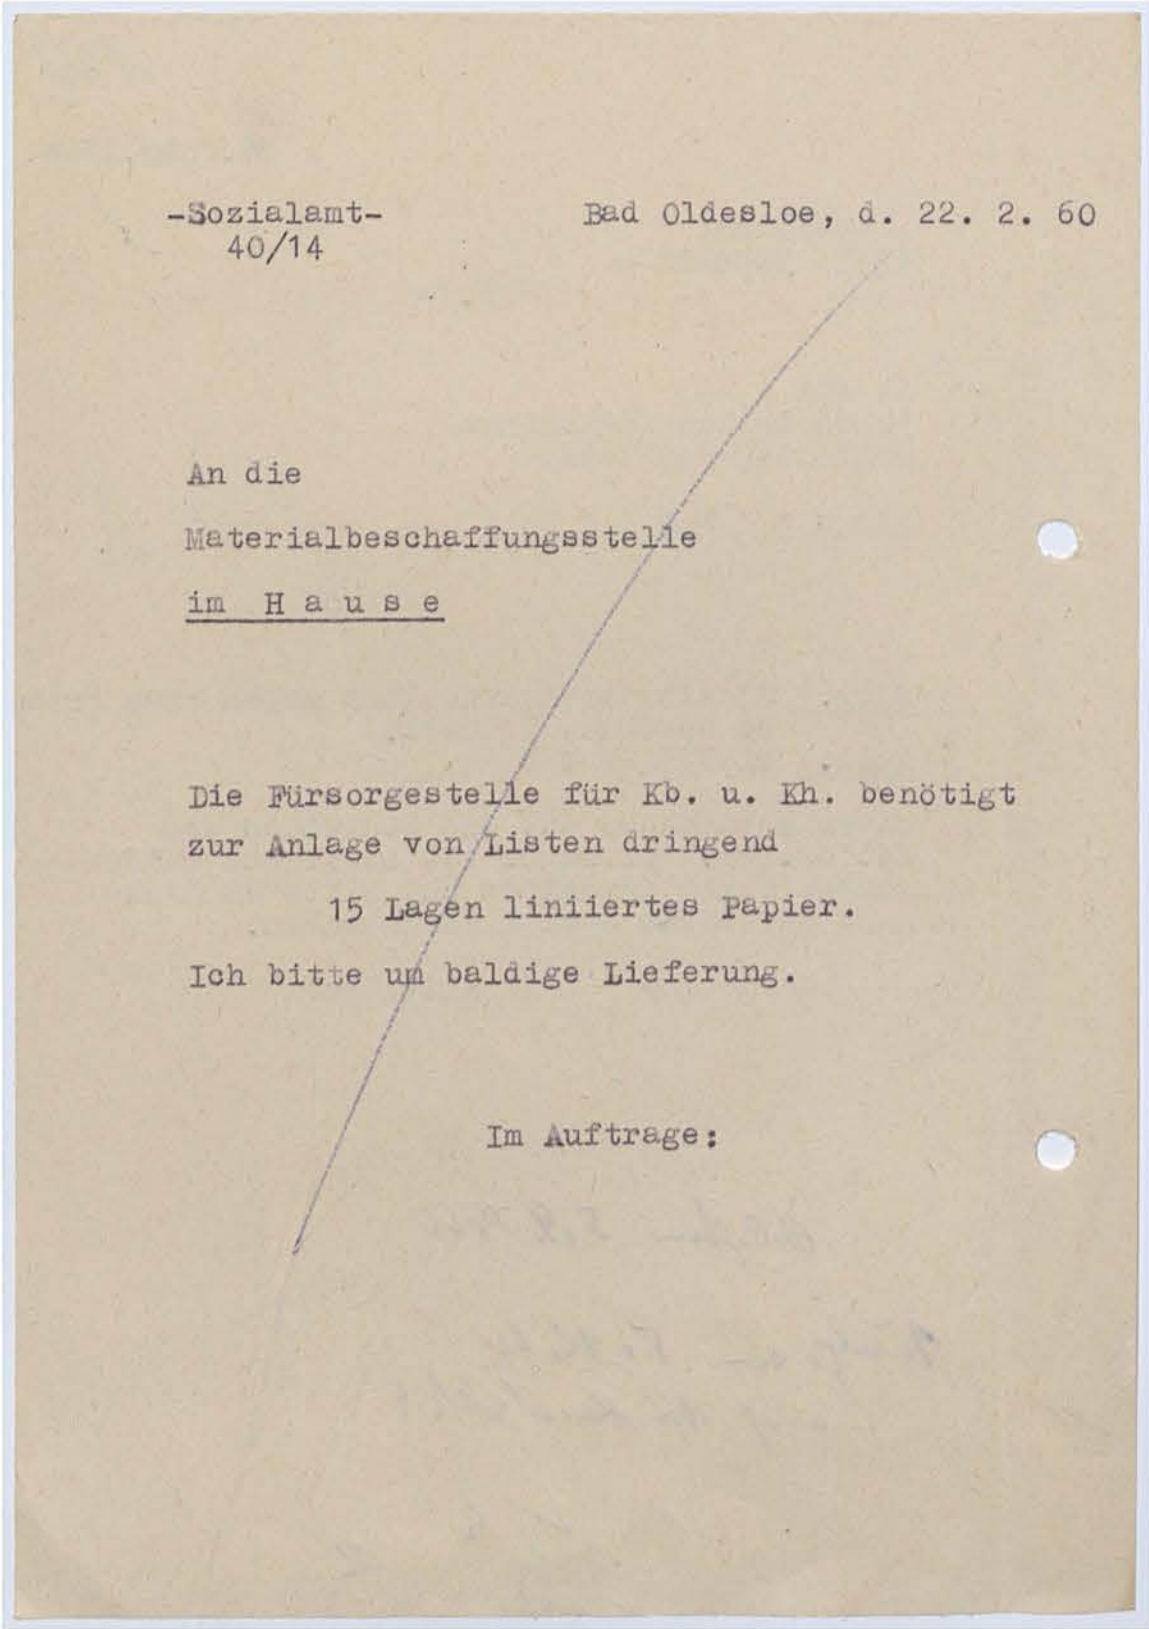 -Sozialamt-
40/14
Bad Oldesloe, d. 22. 2. 60
An die
Materialbeschaffungsstelle
im H a u s e
Die Fürsorgestelle für Kb. u. Kh. benötigt
zur Anlage von Listen dringend
15 Lagen liniiertes Papier.
Ich bitte um baldige Lieferung.
Im Auftrage: